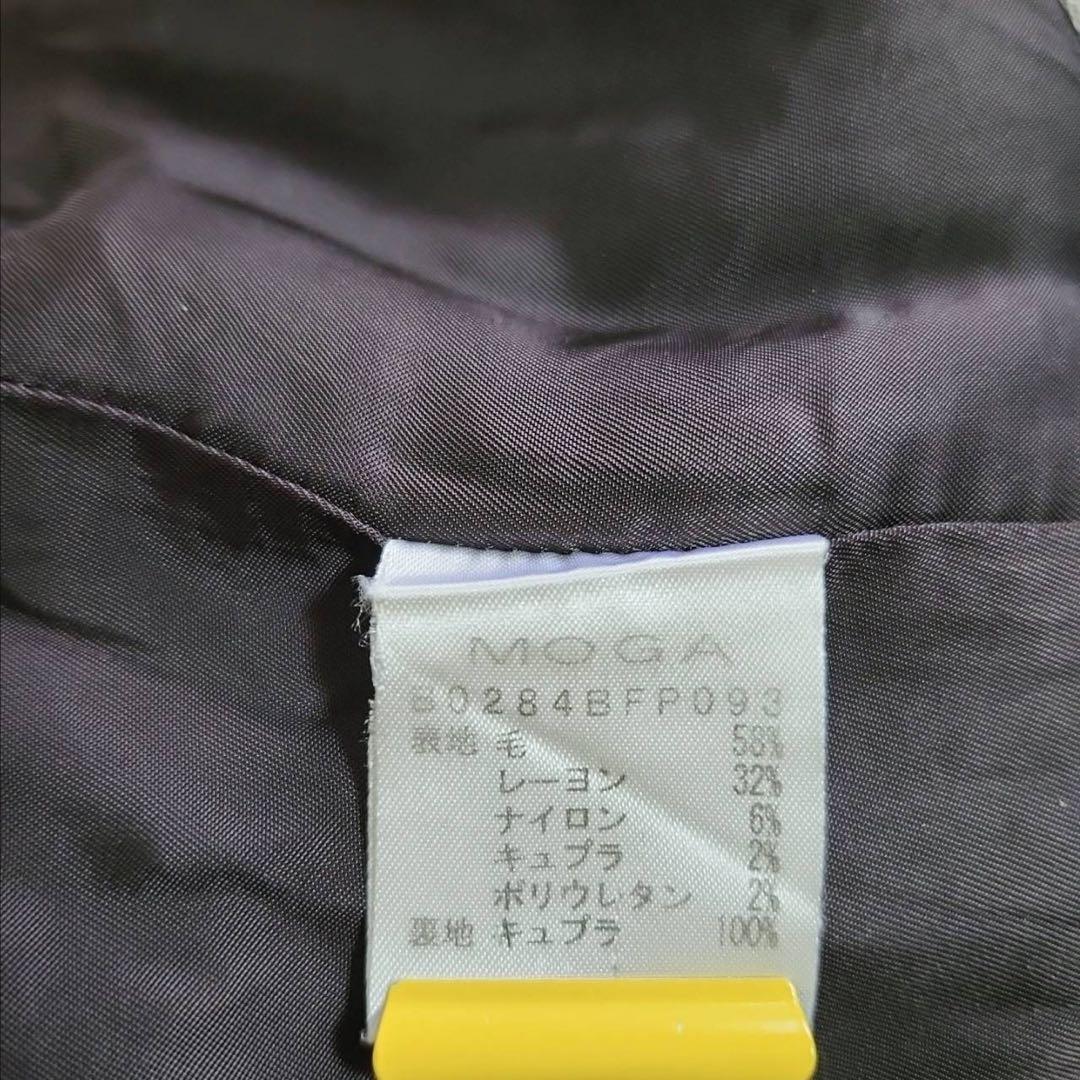 MOGA
B0284BFP093
表地 毛 58%
レーヨン 32%
ナイロン 6%
キュプラ 2%
ポリウレタン 2%
裏地 キュプラ 100%